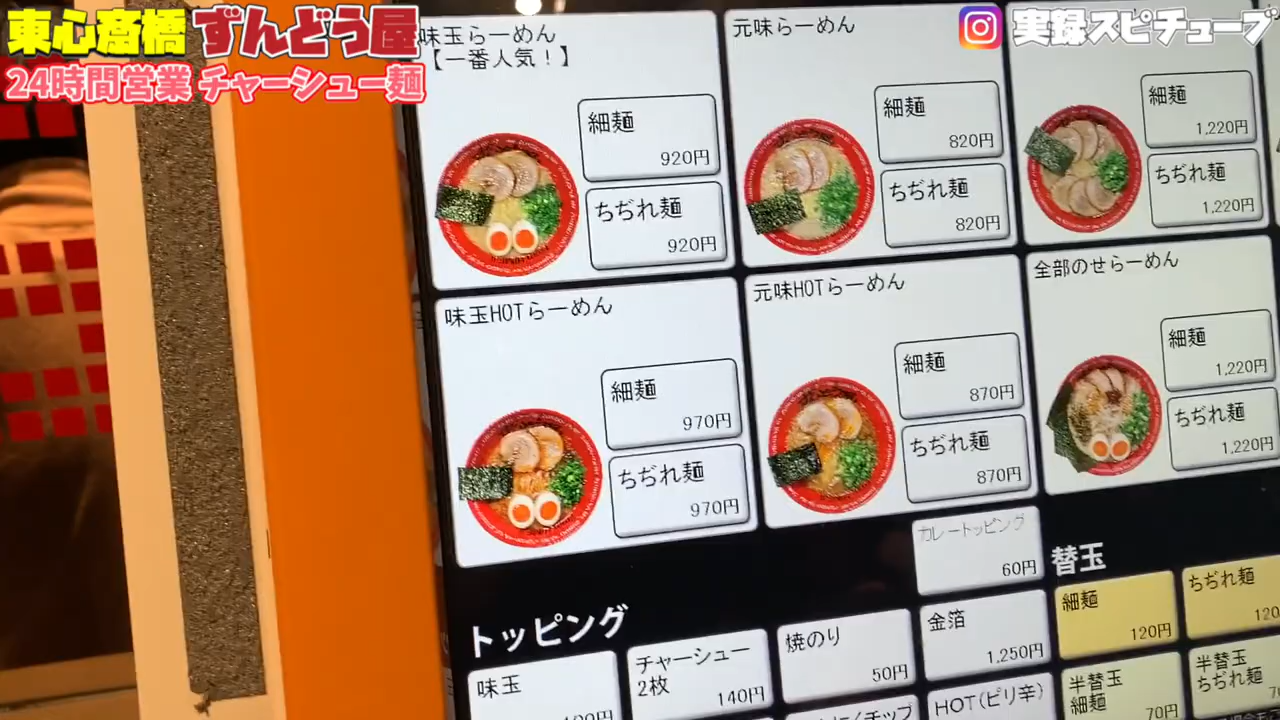 東心斎橋 ずんどう屋
24時間営業 チャーシュー麺
実録スピチューブ
味玉らーめん
【一番人気！】
細麺
920円
ちぢれ麺
920円
元味らーめん
細麺
820円
ちぢれ麺
820円
細麺
1,220円
ちぢれ麺
1,220円
味玉HOTらーめん
細麺
970円
ちぢれ麺
970円
元味HOTらーめん
細麺
870円
ちぢれ麺
870円
全部のせらーめん
細麺
1,220円
ちぢれ麺
1,220円
カレートッピング
60円
トッピング
味玉
チャーシュー
2枚
140円
焼のり
50円
金箔
1,250円
HOT(ピリ辛)
替玉
細麺
120円
ちぢれ麺
120
半替玉
細麺
70円
半替玉
ちぢれ麺